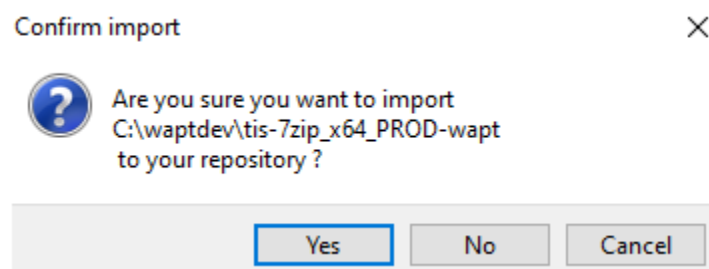 Confirm import
Are you sure you want to import
C:\waptdev\tis-7zip_x64_PROD-wapt
to your repository ?
Yes No Cancel